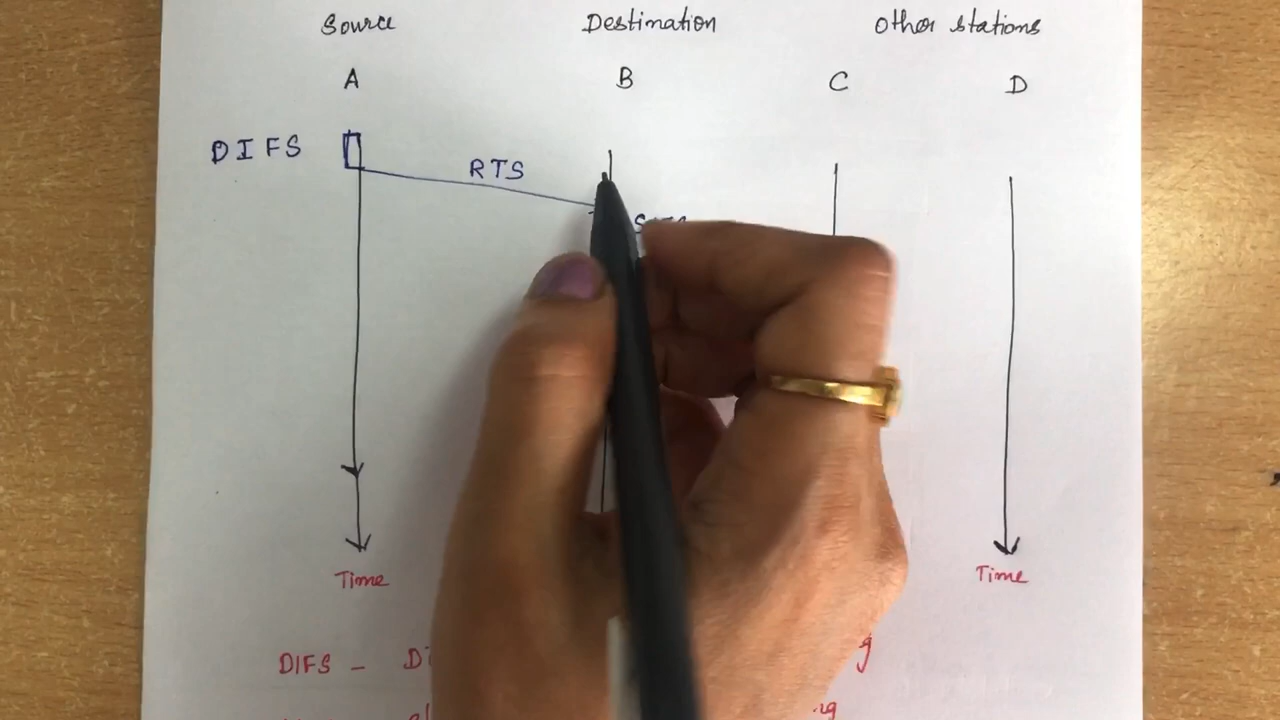 Source Destination Other stations
A B C D
DIFS RTS
Time Time
DIFS -